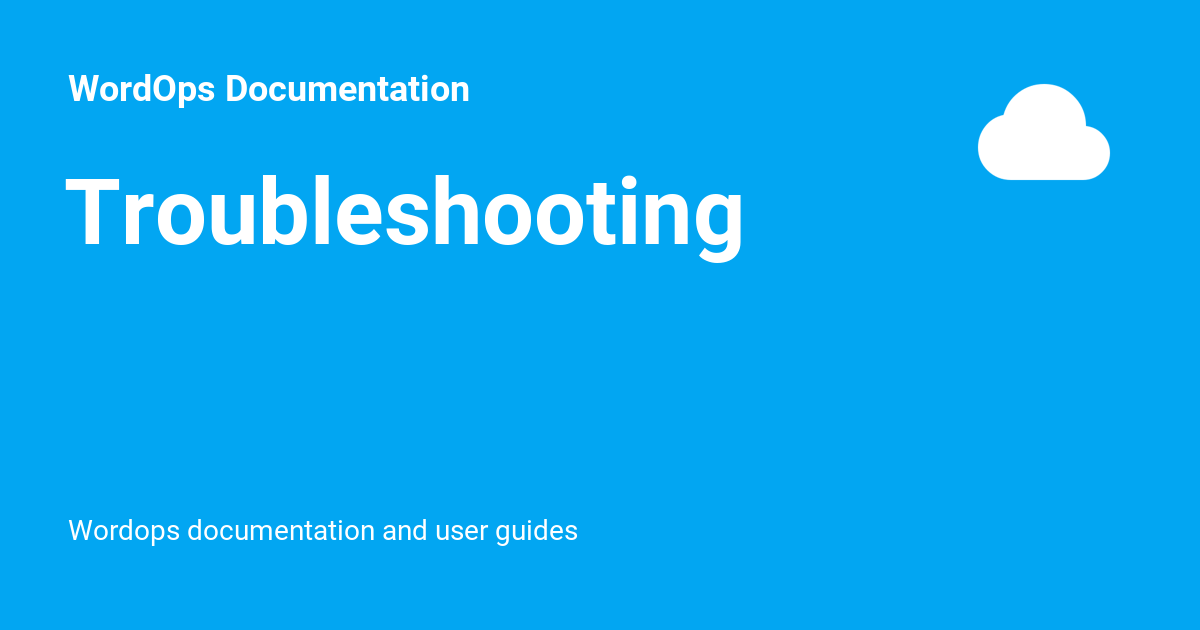 WordOps Documentation
Troubleshooting
Wordops documentation and user guides